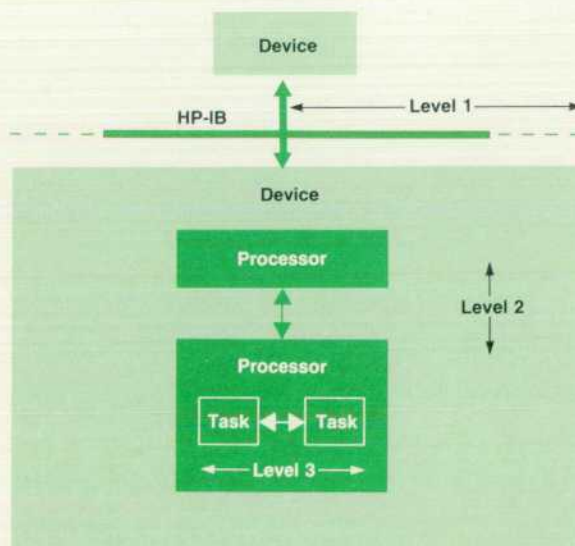 Device
HP-IB
Level 1
Device
Processor
Level 2
Processor
Task
Task
Level 3